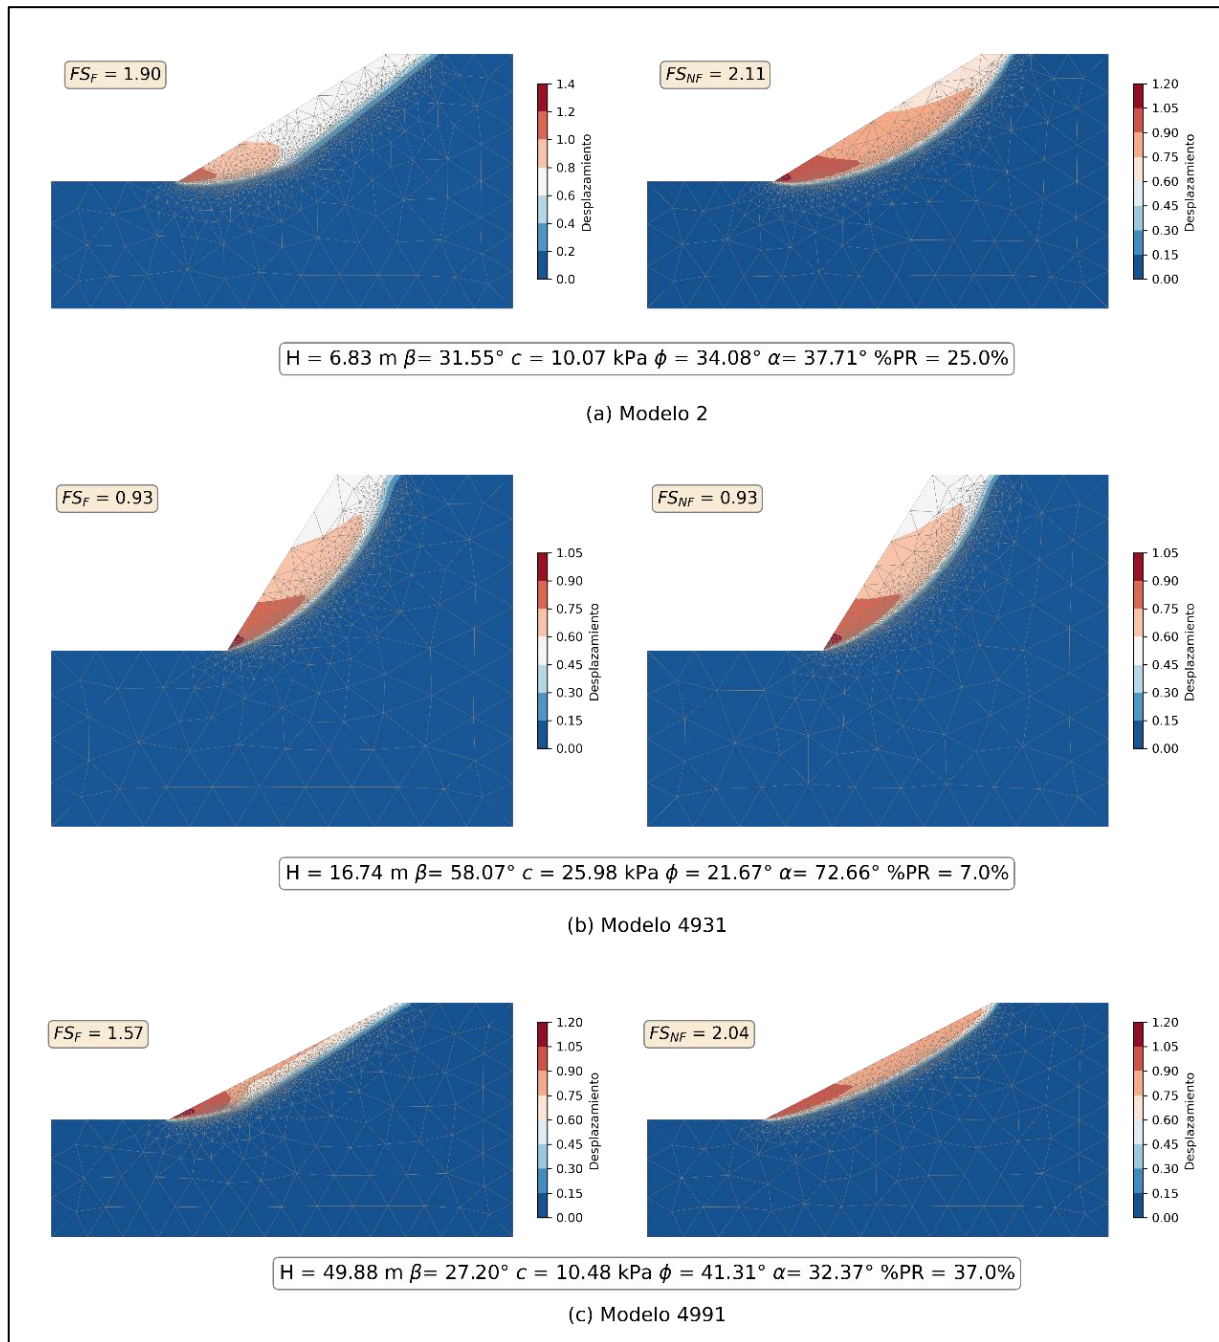 FS_F = 1.90
1.4
1.2
1.0
0.8
0.6
0.4
0.2
0.0
Desplazamiento
FS_NF = 2.11
1.20
1.05
0.90
0.75
0.60
0.45
0.30
0.15
0.00
Desplazamiento
H = 6.83 m β= 31.55° c = 10.07 kPa ϕ = 34.08° α= 37.71° %PR = 25.0%
(a) Modelo 2
FS_F = 0.93
1.05
0.90
0.75
0.60
0.45
0.30
0.15
0.00
Desplazamiento
FS_NF = 0.93
1.05
0.90
0.75
0.60
0.45
0.30
0.15
0.00
Desplazamiento
H = 16.74 m β= 58.07° c = 25.98 kPa ϕ = 21.67° α= 72.66° %PR = 7.0%
(b) Modelo 4931
FS_F = 1.57
1.20
1.05
0.90
0.75
0.60
0.45
0.30
0.15
0.00
Desplazamiento
FS_NF = 2.04
1.20
1.05
0.90
0.75
0.60
0.45
0.30
0.15
0.00
Desplazamiento
H = 49.88 m β= 27.20° c = 10.48 kPa ϕ = 41.31° α= 32.37° %PR = 37.0%
(c) Modelo 4991